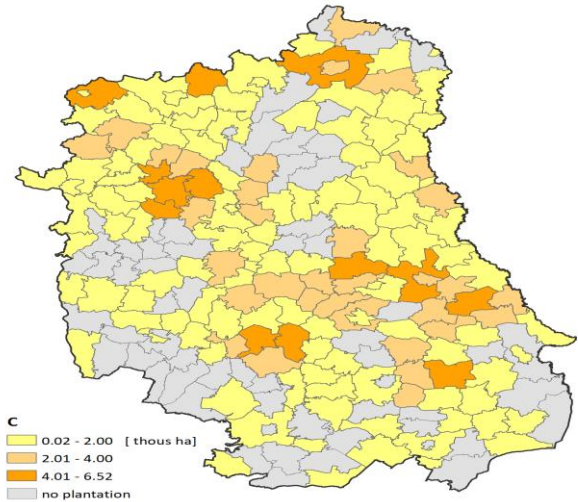 C
0.02 - 2.00 [ thous ha]
2.01 - 4.00
4.01 - 6.52
no plantation